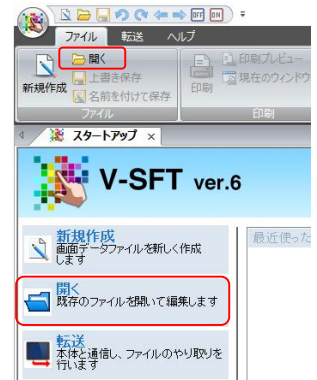 OFF ON
ファイル 転送 ヘルプ
開く
上書き保存
名前を付けて保存
新規作成
ファイル
印刷
印刷プレビュー
現在のウィンドウ
印刷
スタートアップ ×
V-SFT ver.6
新規作成
画面データファイルを新しく作成
します
開く
既存のファイルを開いて編集します
転送
本体と通信し、ファイルのやり取りを
行います
最近使った